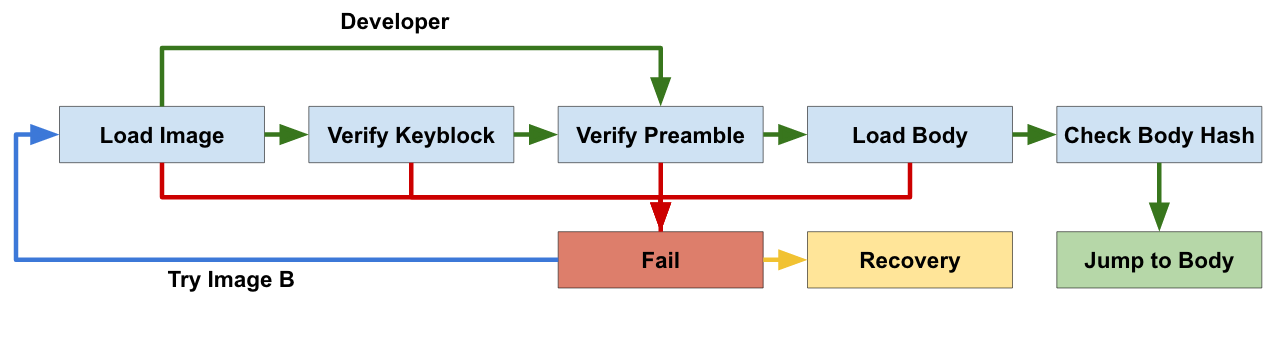 Developer
Load Image
Verify Keyblock
Verify Preamble
Load Body
Check Body Hash
Fail
Recovery
Jump to Body
Try Image B